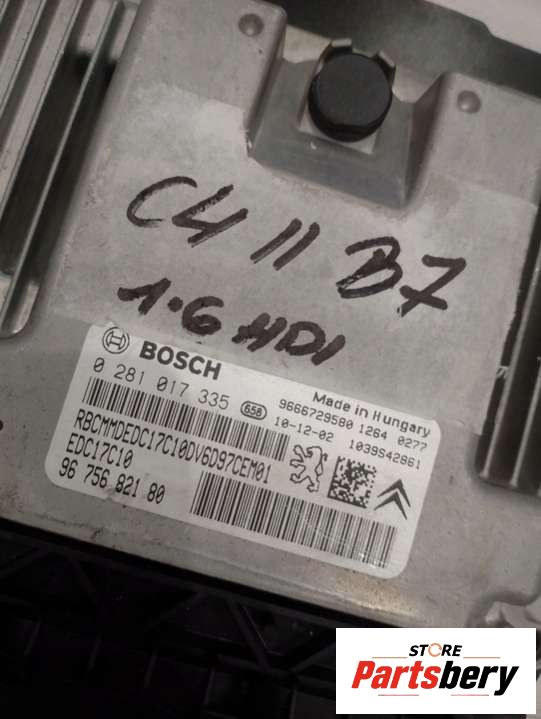 C4 II B7
1.6 HDI
BOSCH
0 281 017 335 658
Made in Hungary
9666729580 1264 0277
10-12-02 1039S42861
RBCMMDEDC17C10DV6D97CEM01
EDC17C10
96 756 821 80
STORE
Partsbery